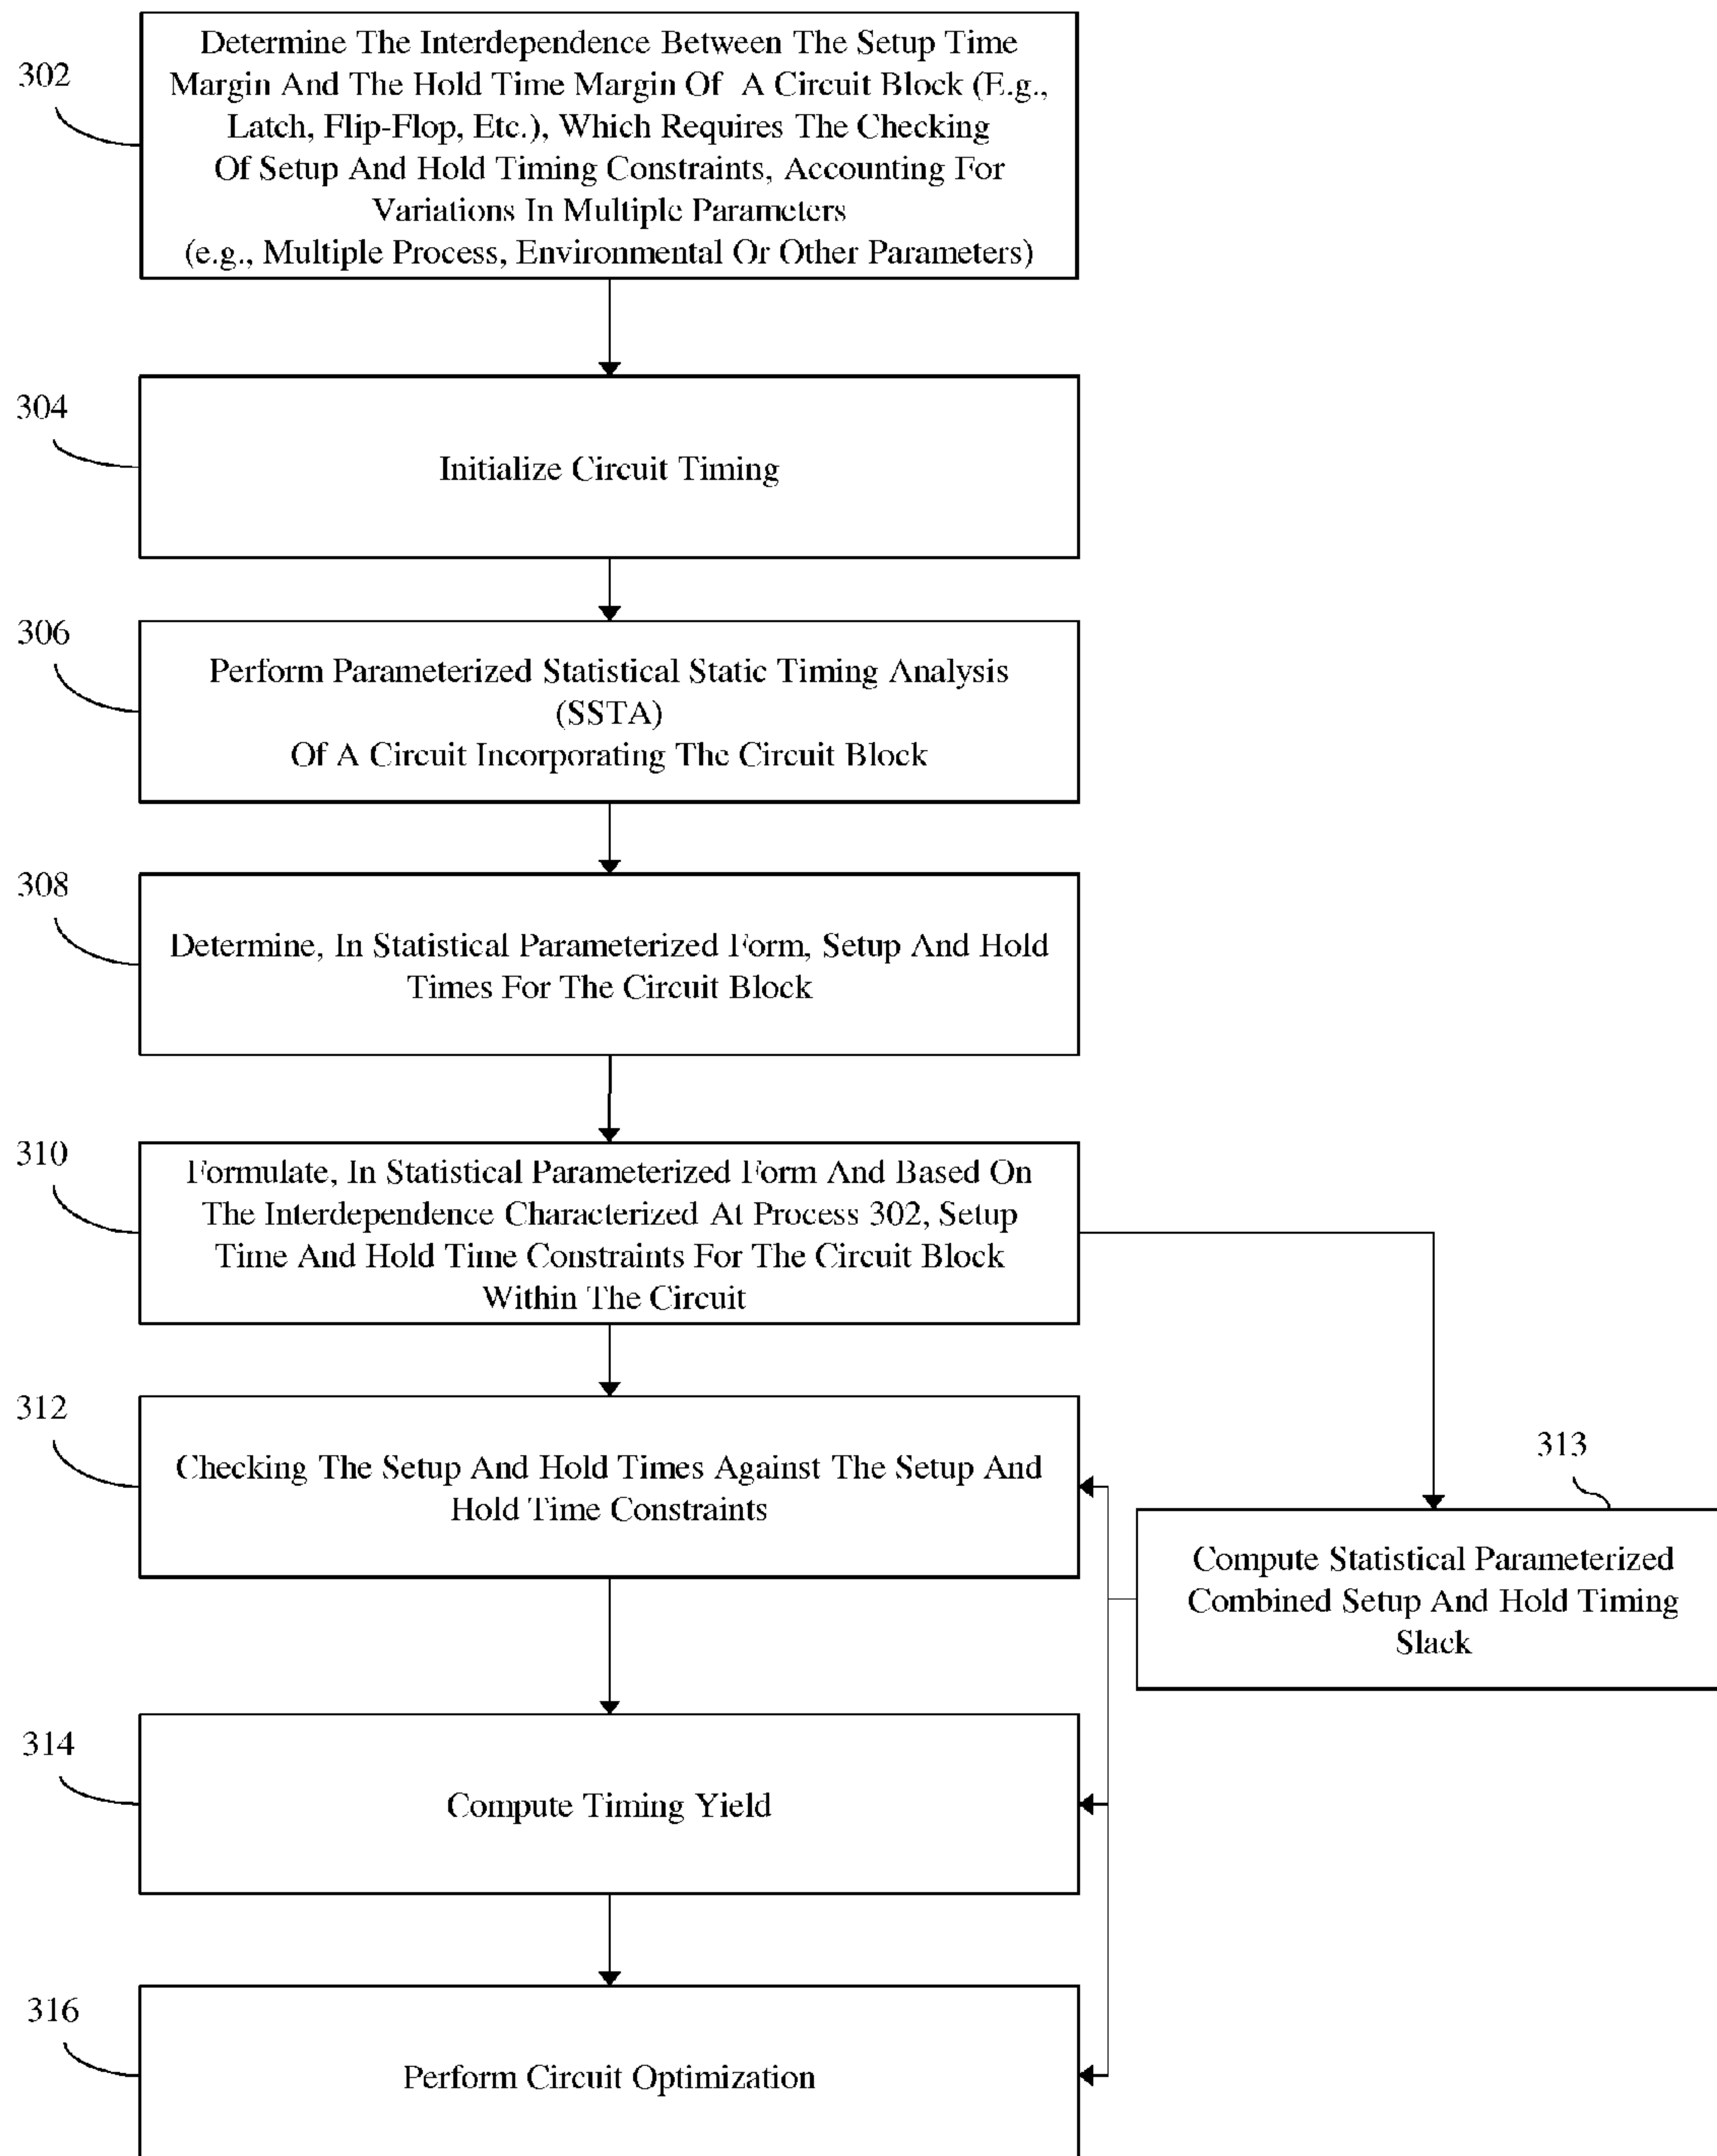 302
Determine The Interdependence Between The Setup Time
Margin And The Hold Time Margin Of A Circuit Block (E.g.,
Latch, Flip-Flop, Etc.), Which Requires The Checking
Of Setup And Hold Timing Constraints, Accounting For
Variations In Multiple Parameters
(e.g., Multiple Process, Environmental Or Other Parameters)
304
Initialize Circuit Timing
306
Perform Parameterized Statistical Static Timing Analysis
(SSTA)
Of A Circuit Incorporating The Circuit Block
308
Determine, In Statistical Parameterized Form, Setup And Hold
Times For The Circuit Block
310
Formulate, In Statistical Parameterized Form And Based On
The Interdependence Characterized At Process 302, Setup
Time And Hold Time Constraints For The Circuit Block
Within The Circuit
312
Checking The Setup And Hold Times Against The Setup And
Hold Time Constraints
313
Compute Statistical Parameterized
Combined Setup And Hold Timing
Slack
314
Compute Timing Yield
316
Perform Circuit Optimization